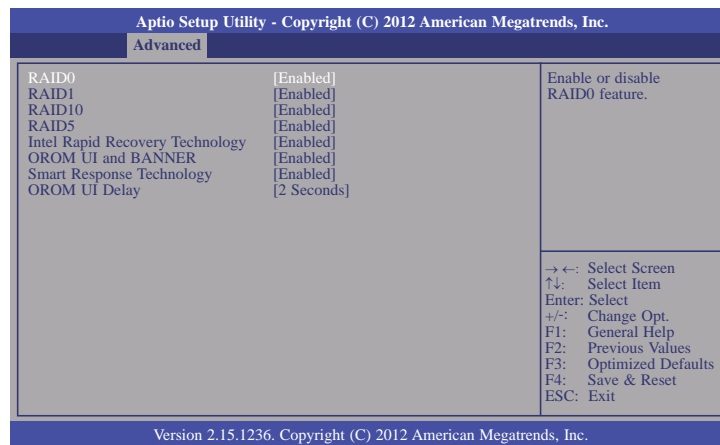 Aptio Setup Utility - Copyright (C) 2012 American Megatrends, Inc.
Advanced
RAID0 [Enabled]
RAID1 [Enabled]
RAID10 [Enabled]
RAID5 [Enabled]
Intel Rapid Recovery Technology [Enabled]
OROM UI and BANNER [Enabled]
Smart Response Technology [Enabled]
OROM UI Delay [2 Seconds]
Enable or disable
RAID0 feature.
→ ←: Select Screen
↑↓: Select Item
Enter: Select
+/-: Change Opt.
F1: General Help
F2: Previous Values
F3: Optimized Defaults
F4: Save & Reset
ESC: Exit
Version 2.15.1236. Copyright (C) 2012 American Megatrends, Inc.